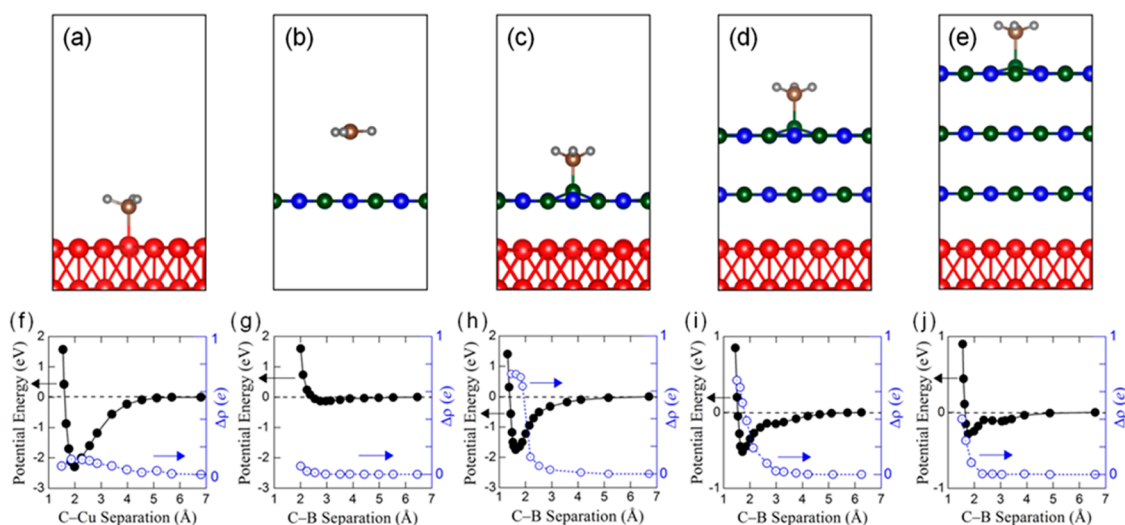 (a) (b) (c) (d) (e)
(f) (g) (h) (i) (j)
2 1 0 -1 -2 -3
Potential Energy (eV)
1 0
Δρ (e)
1 2 3 4 5 6 7
C–Cu Separation (Å)
2 1 0 -1 -2 -3
Potential Energy (eV)
1 0
Δρ (e)
1 2 3 4 5 6 7
C–B Separation (Å)
2 1 0 -1 -2 -3
Potential Energy (eV)
1 0
Δρ (e)
1 2 3 4 5 6 7
C–B Separation (Å)
1 0 -1
Potential Energy (eV)
1 0
Δρ (e)
1 2 3 4 5 6 7
C–B Separation (Å)
1 0 -1
Potential Energy (eV)
1 0
Δρ (e)
1 2 3 4 5 6 7
C–B Separation (Å)